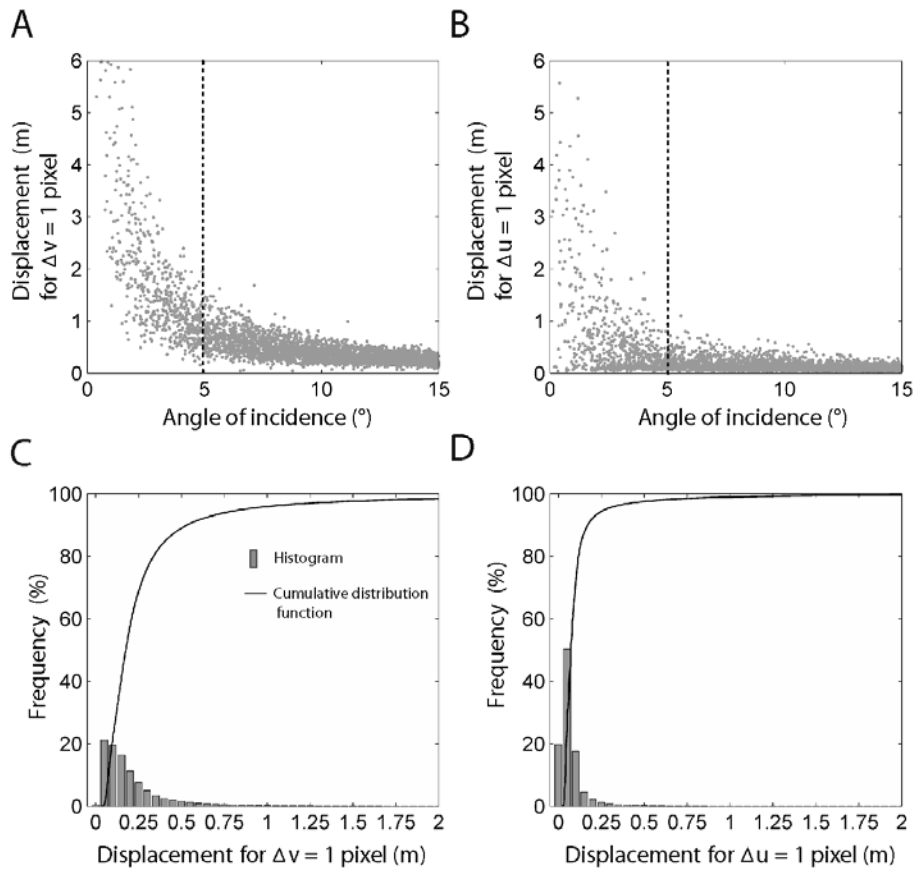 A
B
6
5
4
3
2
1
0
Displacement (m)
for Δv = 1 pixel
0
5
10
15
Angle of incidence (°)
6
5
4
3
2
1
0
Displacement (m)
for Δu = 1 pixel
0
5
10
15
Angle of incidence (°)
C
D
100
80
60
40
20
0
Frequency (%)
Histogram
Cumulative distribution
function
0 0.25 0.5 0.75 1 1.25 1.5 1.75 2
Displacement for Δv = 1 pixel (m)
100
80
60
40
20
0
Frequency (%)
0 0.25 0.5 0.75 1 1.25 1.5 1.75 2
Displacement for Δu = 1 pixel (m)